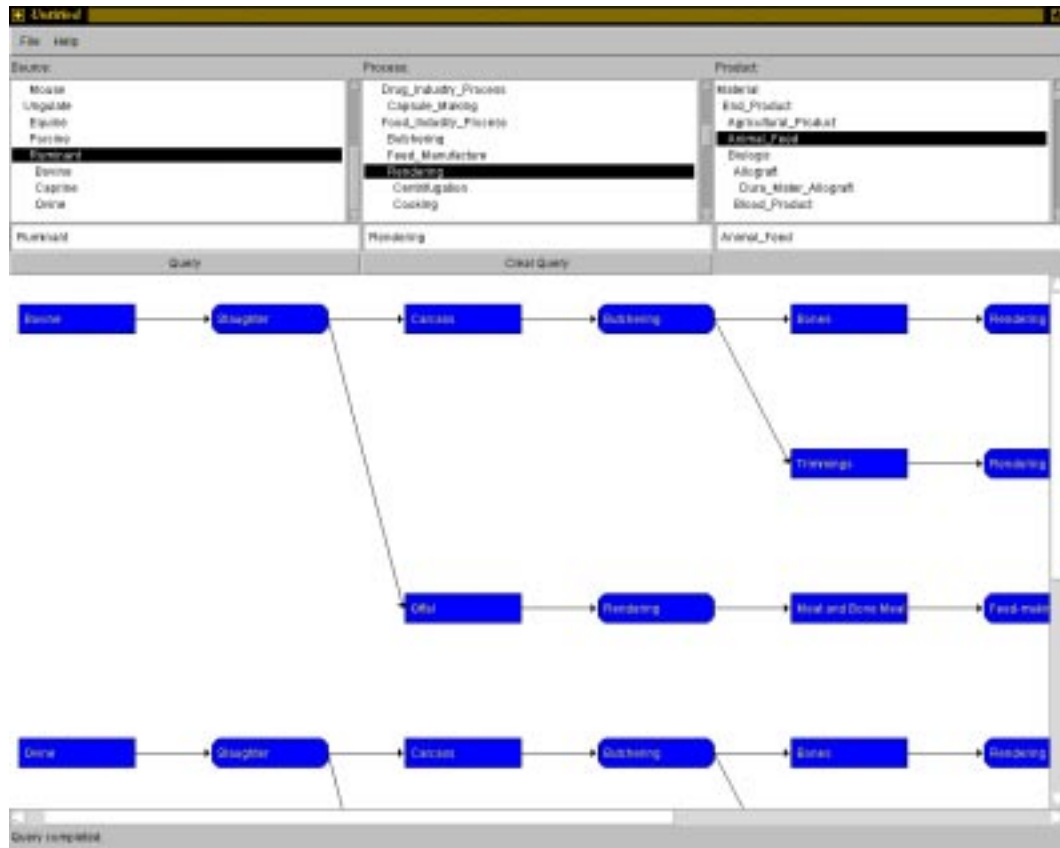 Untitled
File Help
Source: Process: Product:
Mouse
Ungulate
Equine
Porcine
Ruminant
Bovine
Caprine
Ovine
Drug_Industry_Process
Capsule_Making
Food_Industry_Process
Butchering
Feed_Manufacture
Rendering
Centrifugation
Cooking
Material
End_Product
Agricultural_Product
Animal_Feed
Biologic
Allograft
Dura_Mater_Allograft
Blood_Product
Ruminant Rendering Animal_Feed
Query Clear Query
Bovine Slaughter Carcass Butchering Bones Rendering
Trimmings Rendering
Offal Rendering Meat and Bone Meal Feed-maki
Ovine Slaughter Carcass Butchering Bones Rendering
Query completed.